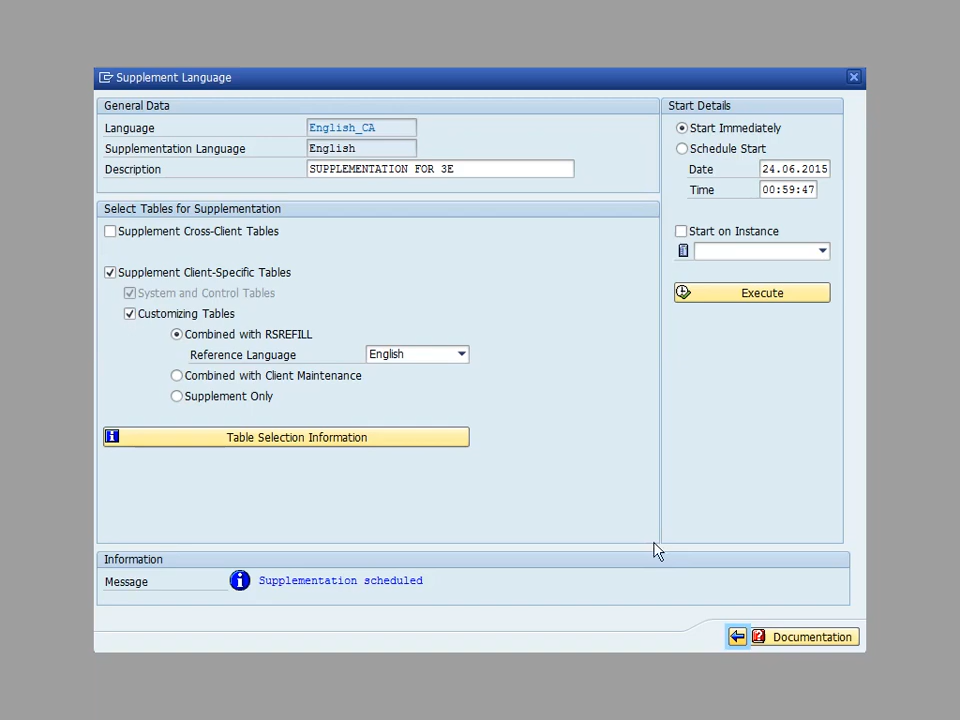 Supplement Language
General Data
Language English_CA
Supplementation Language English
Description SUPPLEMENTATION FOR 3E
Select Tables for Supplementation
Supplement Cross-Client Tables
Supplement Client-Specific Tables
System and Control Tables
Customizing Tables
Combined with RSREFILL
Reference Language English
Combined with Client Maintenance
Supplement Only
Table Selection Information
Start Details
Start Immediately
Schedule Start
Date 24.06.2015
Time 00:59:47
Start on Instance
Execute
Information
Message Supplementation scheduled
Documentation